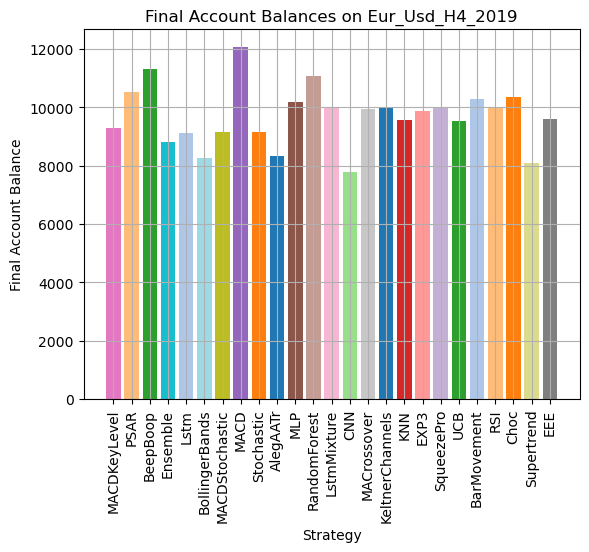 Final Account Balances on Eur_Usd_H4_2019
Final Account Balance
12000
10000
8000
6000
4000
2000
0
MACDKeyLevel
PSAR
BeepBoop
Ensemble
Lstm
BollingerBands
MACDStochastic
MACD
Stochastic
AlegAATr
MLP
RandomForest
LstmMixture
CNN
MACrossover
KeltnerChannels
KNN
EXP3
SqueezePro
UCB
BarMovement
RSI
Choc
Supertrend
EEE
Strategy